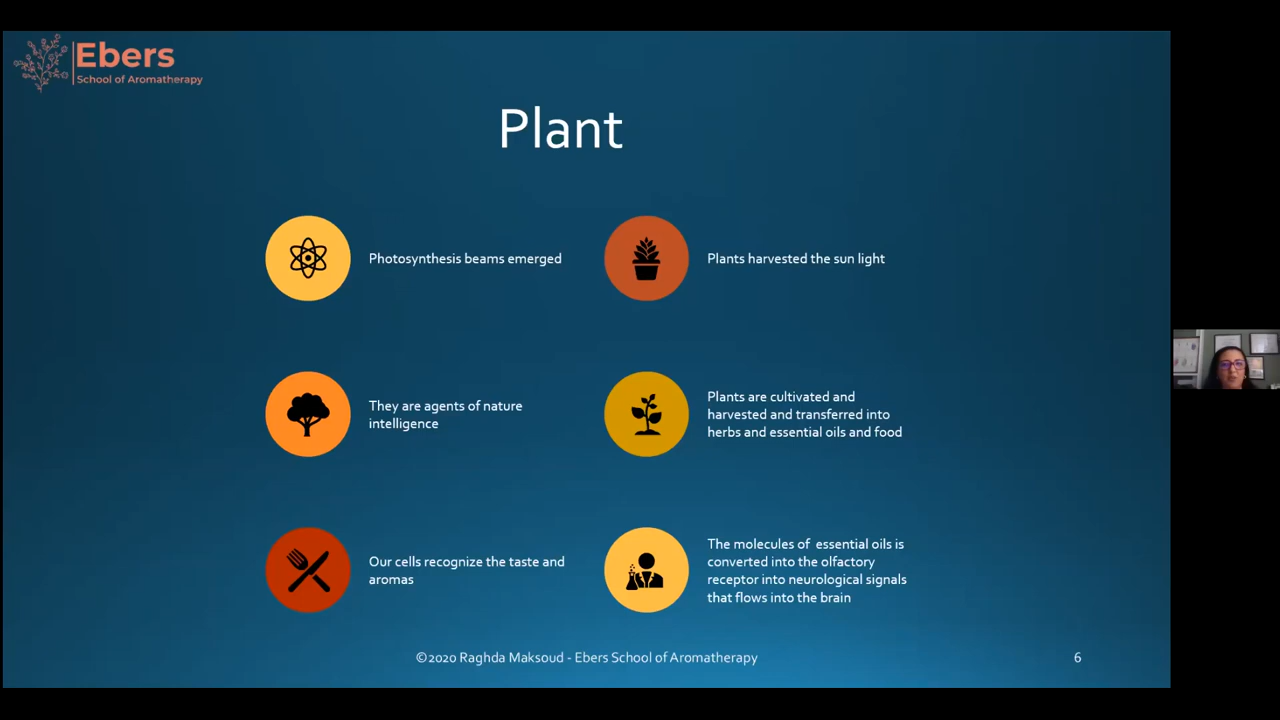 Ebers
School of Aromatherapy
Plant
Photosynthesis beams emerged
Plants harvested the sun light
They are agents of nature
intelligence
Plants are cultivated and
harvested and transferred into
herbs and essential oils and food
Our cells recognize the taste and
aromas
The molecules of essential oils is
converted into the olfactory
receptor into neurological signals
that flows into the brain
©2020 Raghda Maksoud - Ebers School of Aromatherapy
6